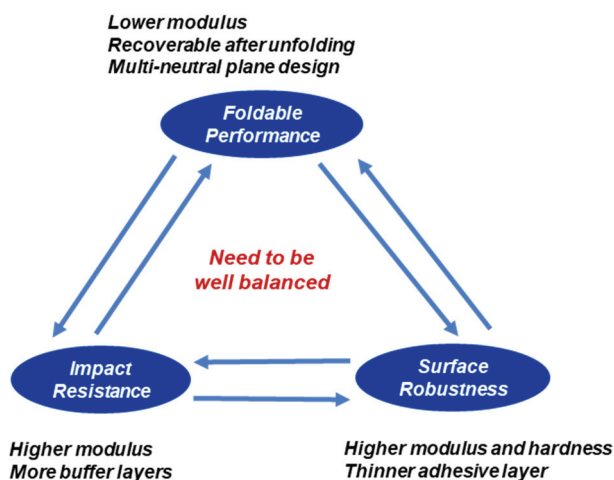 Lower modulus
Recoverable after unfolding
Multi-neutral plane design
Foldable
Performance
Need to be
well balanced
Impact
Resistance
Surface
Robustness
Higher modulus
More buffer layers
Higher modulus and hardness
Thinner adhesive layer